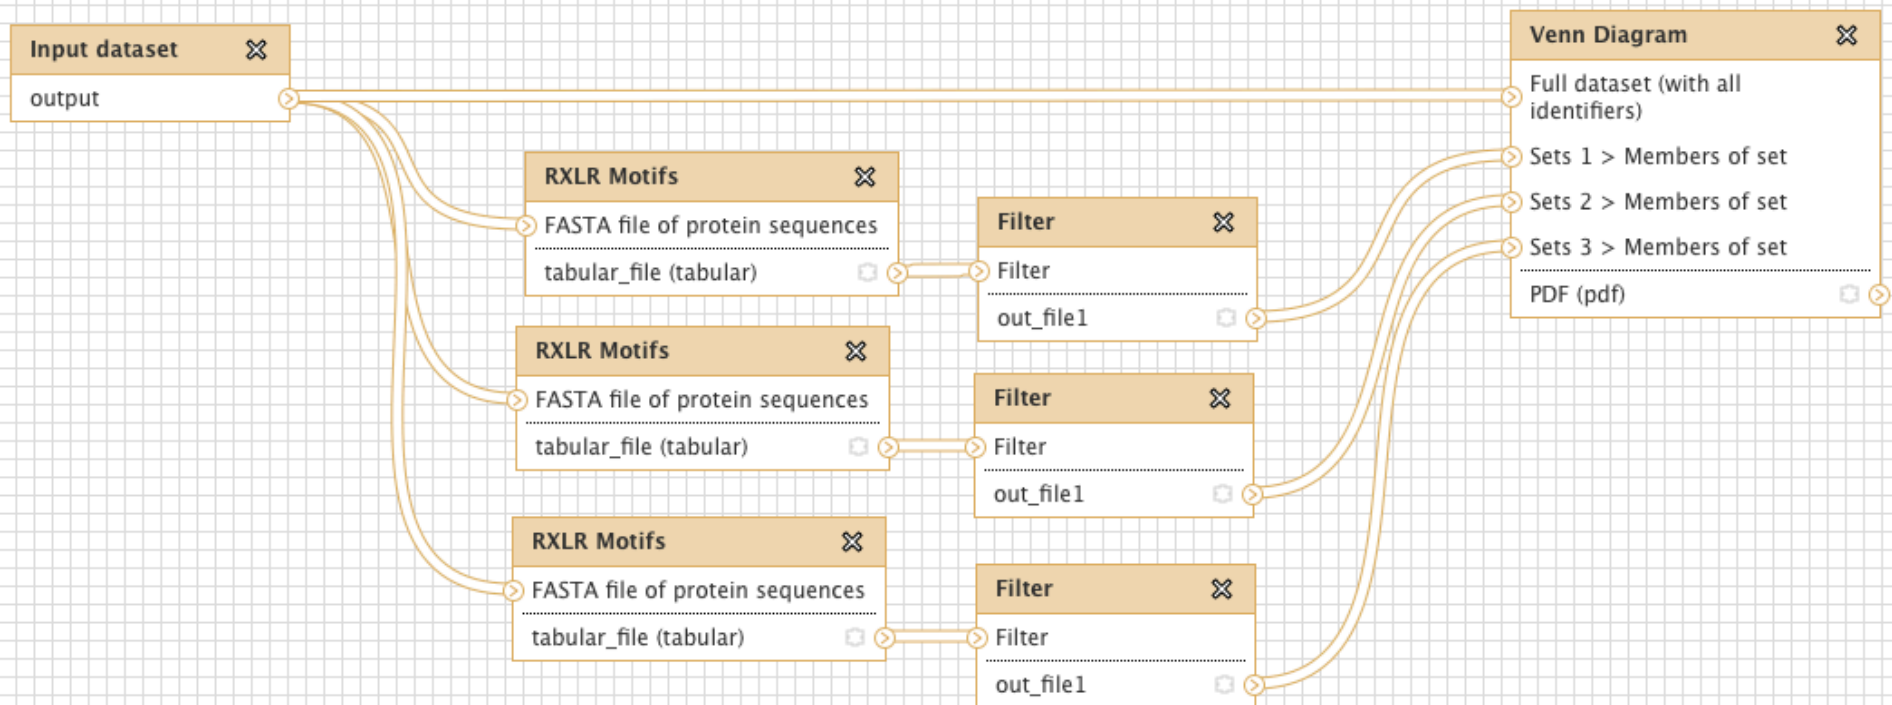 Input dataset
output
RXLR Motifs
FASTA file of protein sequences
tabular_file (tabular)
RXLR Motifs
FASTA file of protein sequences
tabular_file (tabular)
RXLR Motifs
FASTA file of protein sequences
tabular_file (tabular)
Filter
Filter
out_file1
Filter
Filter
out_file1
Filter
Filter
out_file1
Venn Diagram
Full dataset (with all
identifiers)
Sets 1 > Members of set
Sets 2 > Members of set
Sets 3 > Members of set
PDF (pdf)